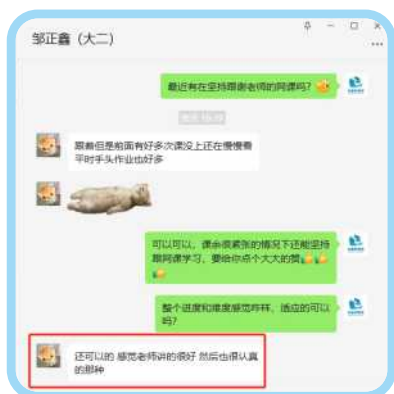 邹正鑫（大二）
最近有在坚持跟谢老师的网课吗？
跟着但是前面有好多次课没上还在慢慢看
平时手头作业也好多
可以可以，课余很紧张的情况下还能坚持
跟网课学习，要给你点个大大的赞
整个进度和难度感觉咋样，适应的可以
吗？
还可以的 感觉老师讲的很好 然后也很认真
的那种